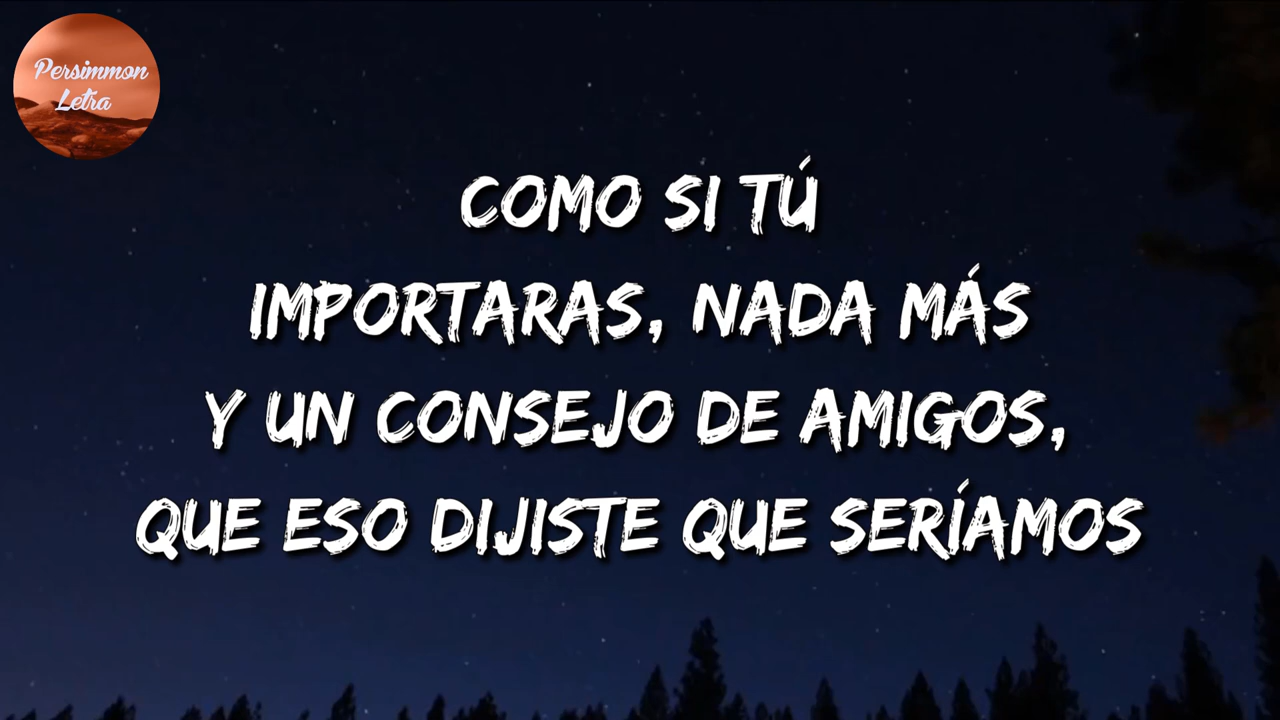 Persimmon
Letra
COMO SI TÚ
IMPORTARAS, NADA MÁS
Y UN CONSEJO DE AMIGOS,
QUE ESO DIJISTE QUE SERÍAMOS